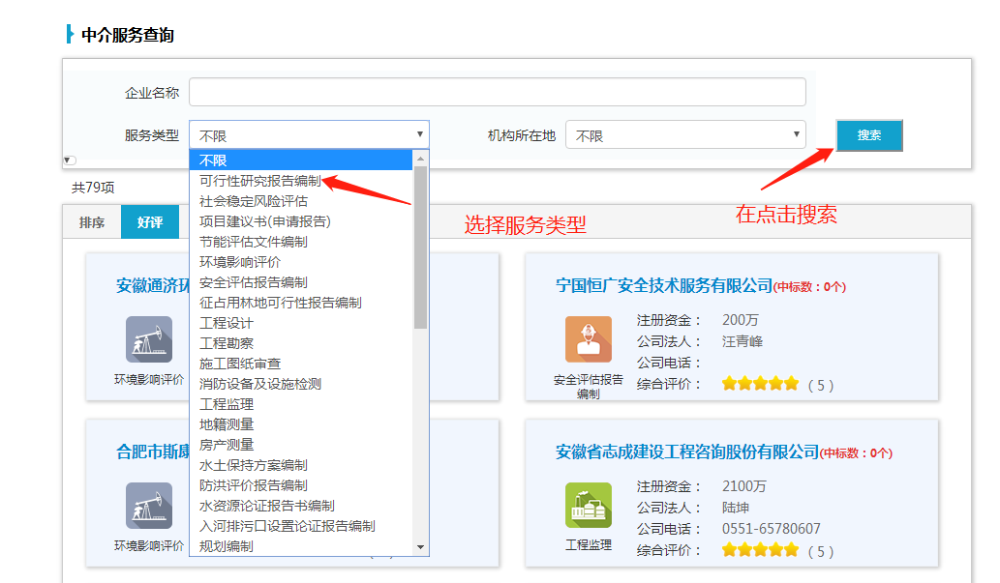 中介服务查询
企业名称
服务类型 不限 机构所在地 不限 搜索
不限
共79项
可行性研究报告编制
社会稳定风险评估
在点击搜索
排序 好评
项目建议书(申请报告)
选择服务类型
节能评估文件编制
环境影响评价
安全评估报告编制
征占用林地可行性报告编制
工程设计
工程勘察
施工图纸审查
消防设备及设施检测
工程监理
地籍测量
房产测量
水土保持方案编制
防洪评价报告编制
水资源论证报告书编制
入河排污口设置论证报告编制
规划编制
安徽通济环
环境影响评价
宁国恒广安全技术服务有限公司(中标数：0个)
注册资金： 200万
公司法人： 汪青峰
公司电话：
综合评价： ( 5 )
安全评估报告
编制
合肥市斯康
环境影响评价
安徽省志成建设工程咨询股份有限公司(中标数：0个)
注册资金： 2100万
公司法人： 陆坤
公司电话： 0551-65780607
综合评价： ( 5 )
工程监理